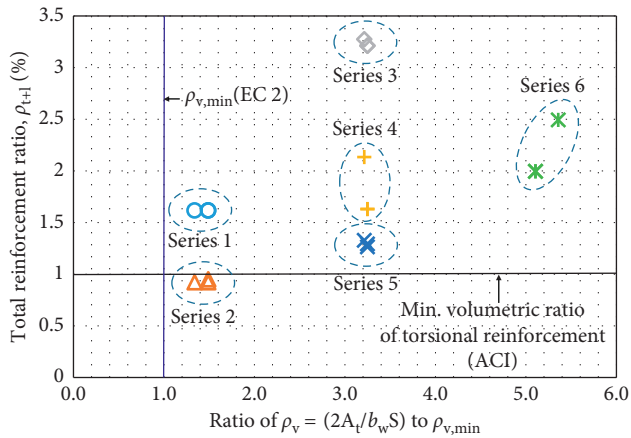 3.5
3
2.5
2
1.5
1
0.5
0
Total reinforcement ratio, ρt+l (%)
ρv,min(EC 2)
Series 3
Series 6
Series 4
Series 1
Series 5
Series 2
Min. volumetric ratio
of torsional reinforcement
(ACI)
0.0 1.0 2.0 3.0 4.0 5.0 6.0
Ratio of ρv = (2At/bwS) to ρv,min